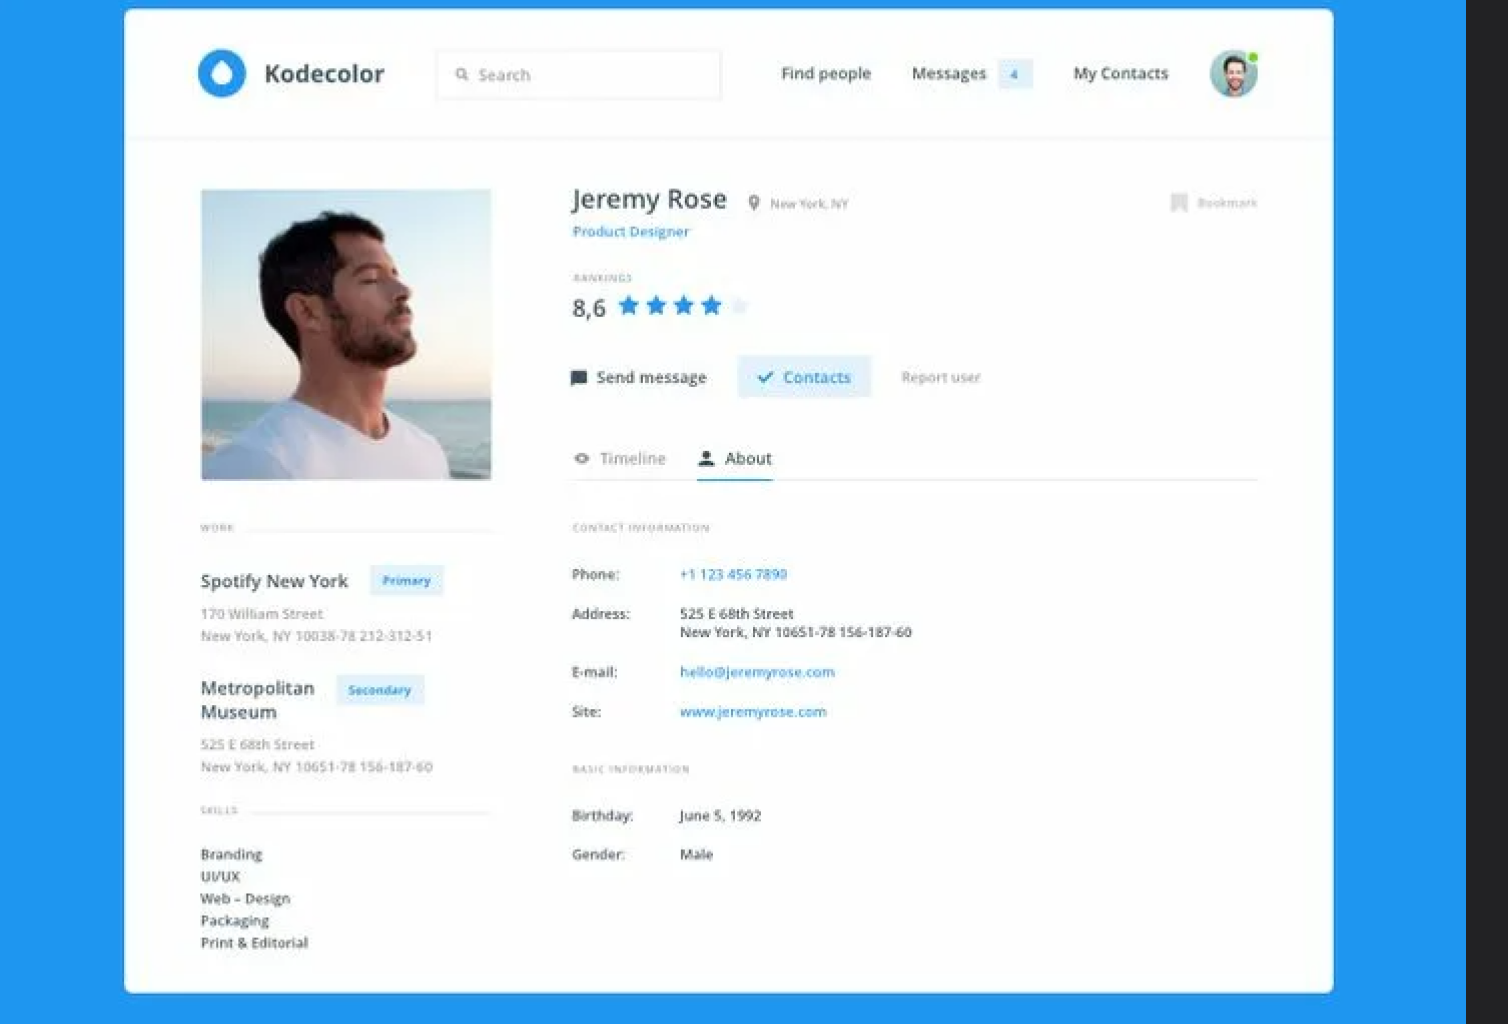 Kodecolor
Search
Find people
Messages 4
My Contacts
Jeremy Rose
New York, NY
Bookmark
Product Designer
RANKINGS
8,6
Send message
Contacts
Report user
Timeline
About
WORK
Spotify New York
Primary
170 William Street
New York, NY 10038-78 212-312-51
Metropolitan
Museum
Secondary
525 E 68th Street
New York, NY 10651-78 156-187-60
SKILLS
Branding
UI/UX
Web – Design
Packaging
Print & Editorial
CONTACT INFORMATION
Phone: +1 123 456 7890
Address: 525 E 68th Street
New York, NY 10651-78 156-187-60
E-mail: hello@jeremyrose.com
Site: www.jeremyrose.com
BASIC INFORMATION
Birthday: June 5, 1992
Gender: Male